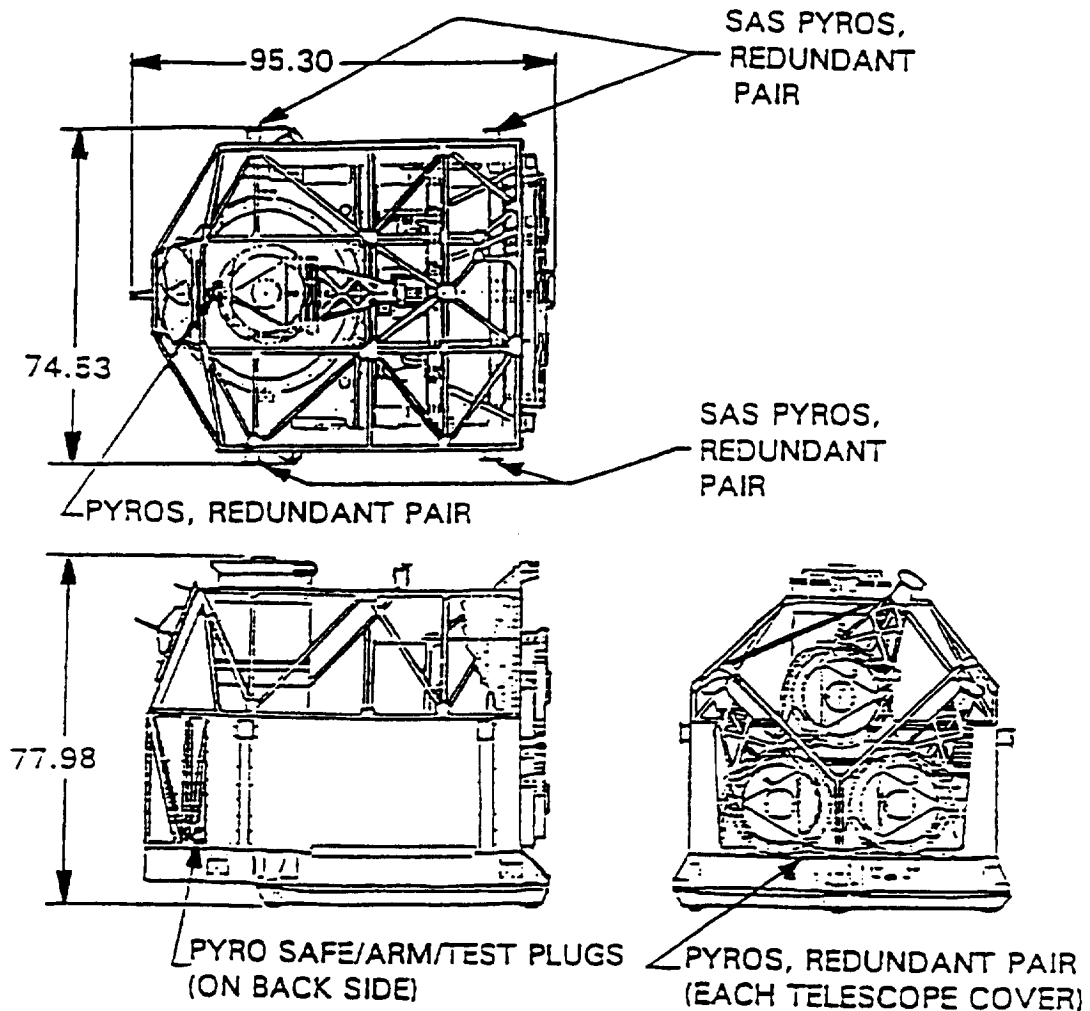 SAS PYROS,
REDUNDANT
PAIR
95.30
74.53
SAS PYROS,
REDUNDANT
PAIR
PYROS, REDUNDANT PAIR
77.98
PYRO SAFE/ARM/TEST PLUGS
(ON BACK SIDE)
PYROS, REDUNDANT PAIR
(EACH TELESCOPE COVER)